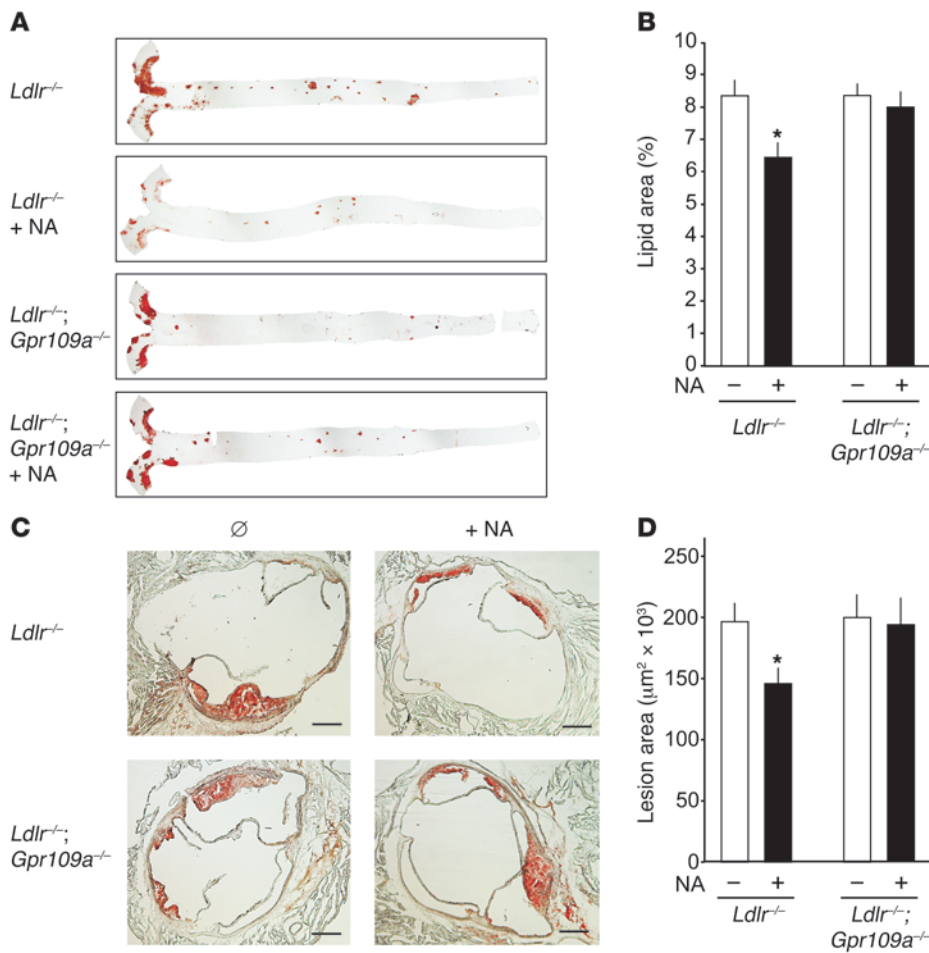 A
Ldlr–/–
Ldlr–/–
+ NA
Ldlr–/–;
Gpr109a–/–
Ldlr–/–;
Gpr109a–/–
+ NA
B
Lipid area (%)
10
9
8
7
6
5
4
3
2
1
0
*
NA – + – +
Ldlr–/– Ldlr–/–;
Gpr109a–/–
C
∅ + NA
Ldlr–/–
Ldlr–/–;
Gpr109a–/–
D
Lesion area (μm² × 10³)
250
200
150
100
50
0
*
NA – + – +
Ldlr–/– Ldlr–/–;
Gpr109a–/–